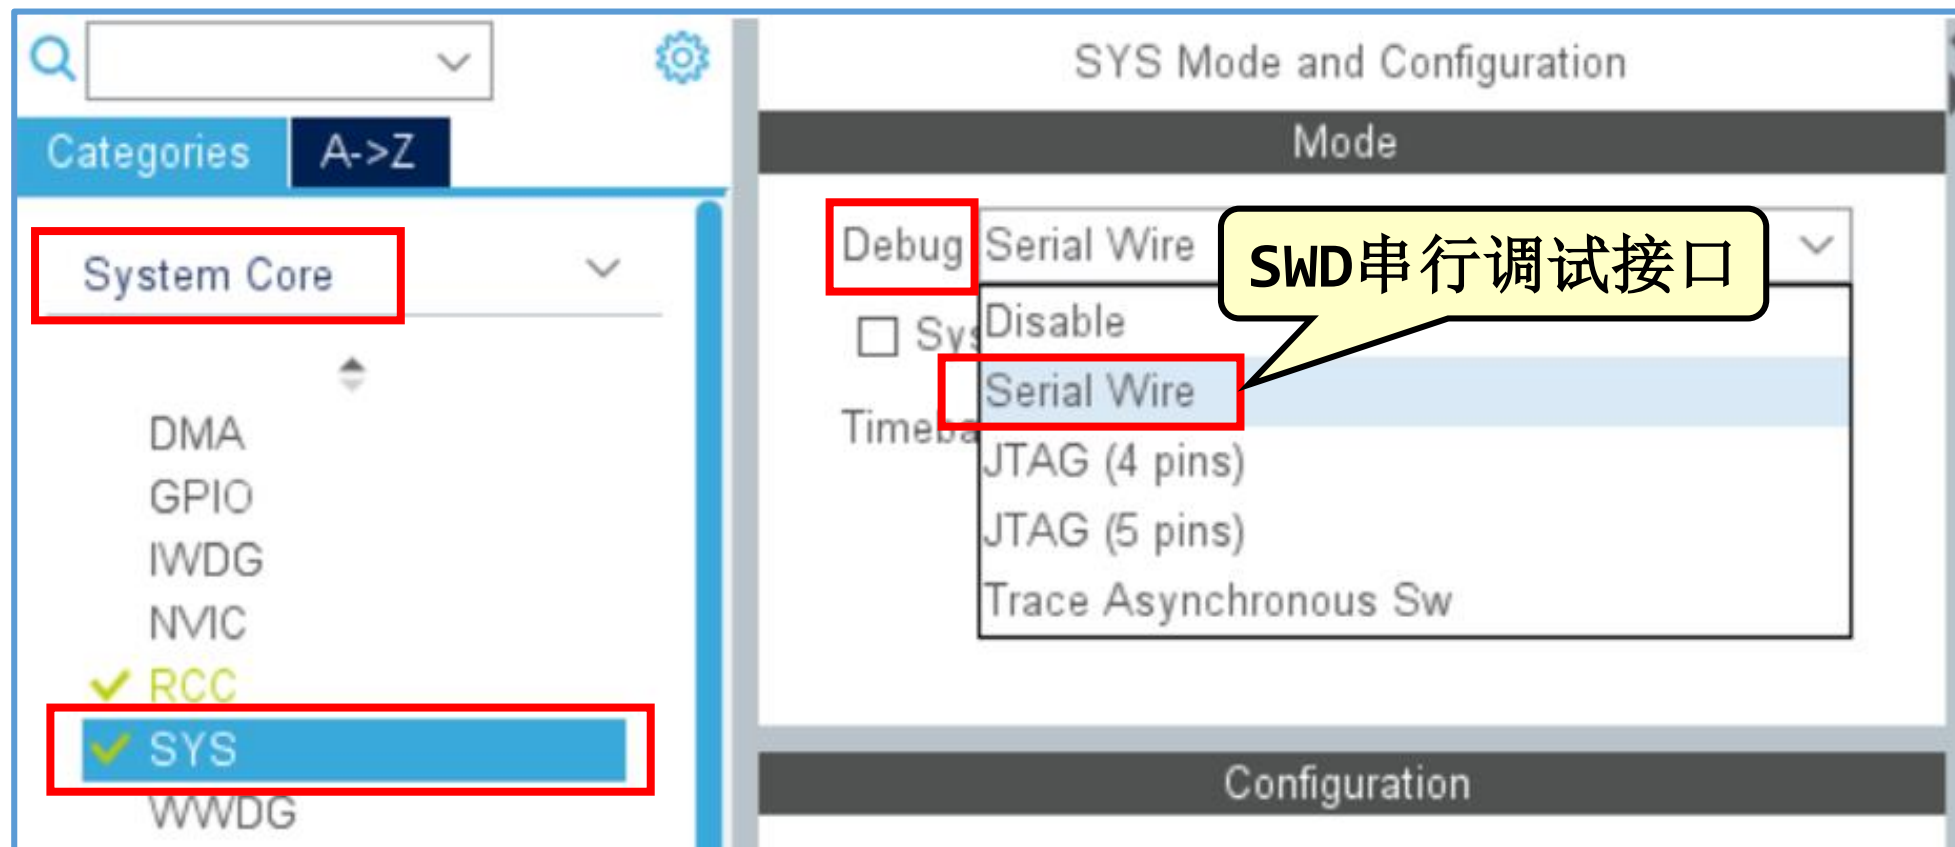 Categories
A->Z
System Core
DMA
GPIO
IWDG
NVIC
RCC
SYS
WWDG
SYS Mode and Configuration
Mode
Debug Serial Wire
SWD串行调试接口
Disable
Serial Wire
JTAG (4 pins)
JTAG (5 pins)
Trace Asynchronous Sw
Configuration